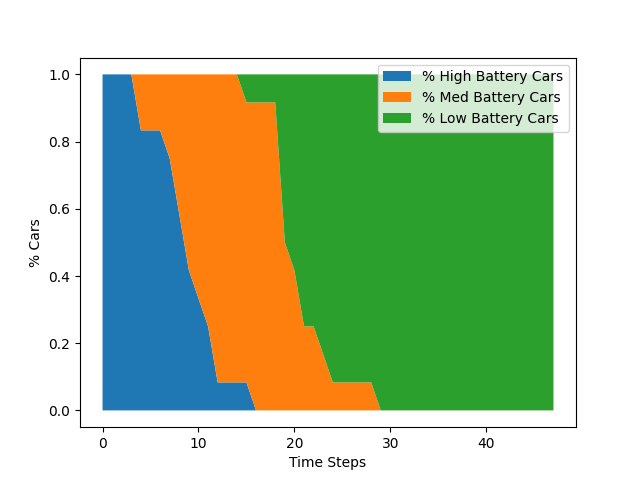 % High Battery Cars
% Med Battery Cars
% Low Battery Cars
1.0
0.8
0.6
0.4
0.2
0.0
% Cars
0 10 20 30 40
Time Steps